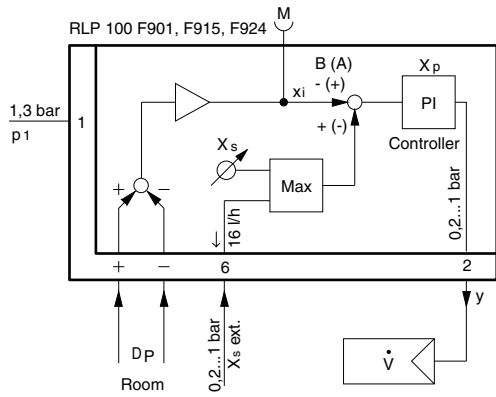 RLP 100 F901, F915, F924
M
B (A)
Xp
xi
- (+)
PI
1,3 bar
1
p1
+ (-)
Controller
Xs
Max
+ −
16 l/h
0,2...1 bar
↓
+ − 6 2
y
DP
0,2...1 bar
Xs ext.
V̇
Room